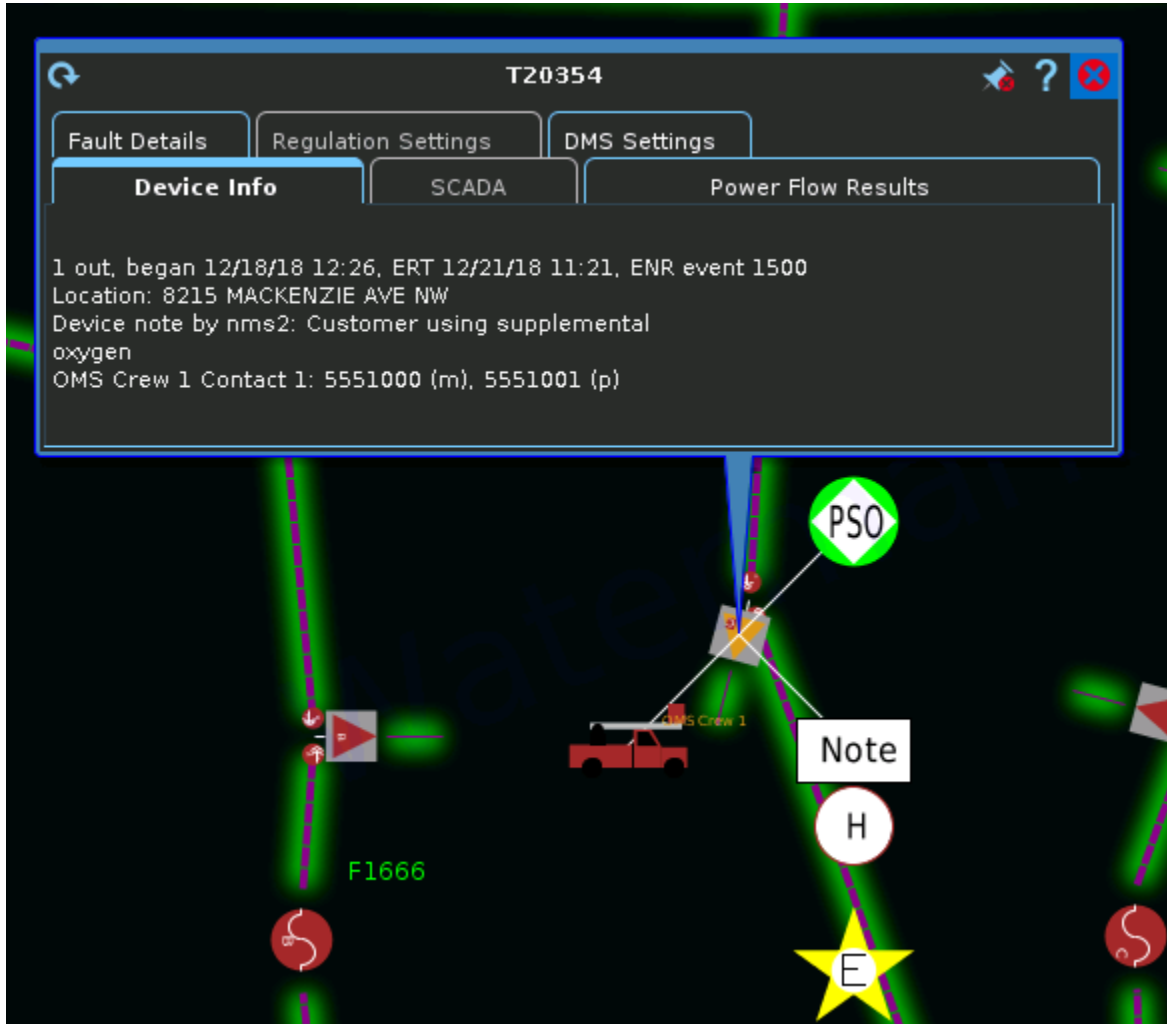 T20354
?
Fault Details
Regulation Settings
DMS Settings
Device Info
SCADA
Power Flow Results
1 out, began 12/18/18 12:26, ERT 12/21/18 11:21, ENR event 1500
Location: 8215 MACKENZIE AVE NW
Device note by nms2: Customer using supplemental
oxygen
OMS Crew 1 Contact 1: 5551000 (m), 5551001 (p)
PSO
OMS Crew 1
Note
H
F1666
E